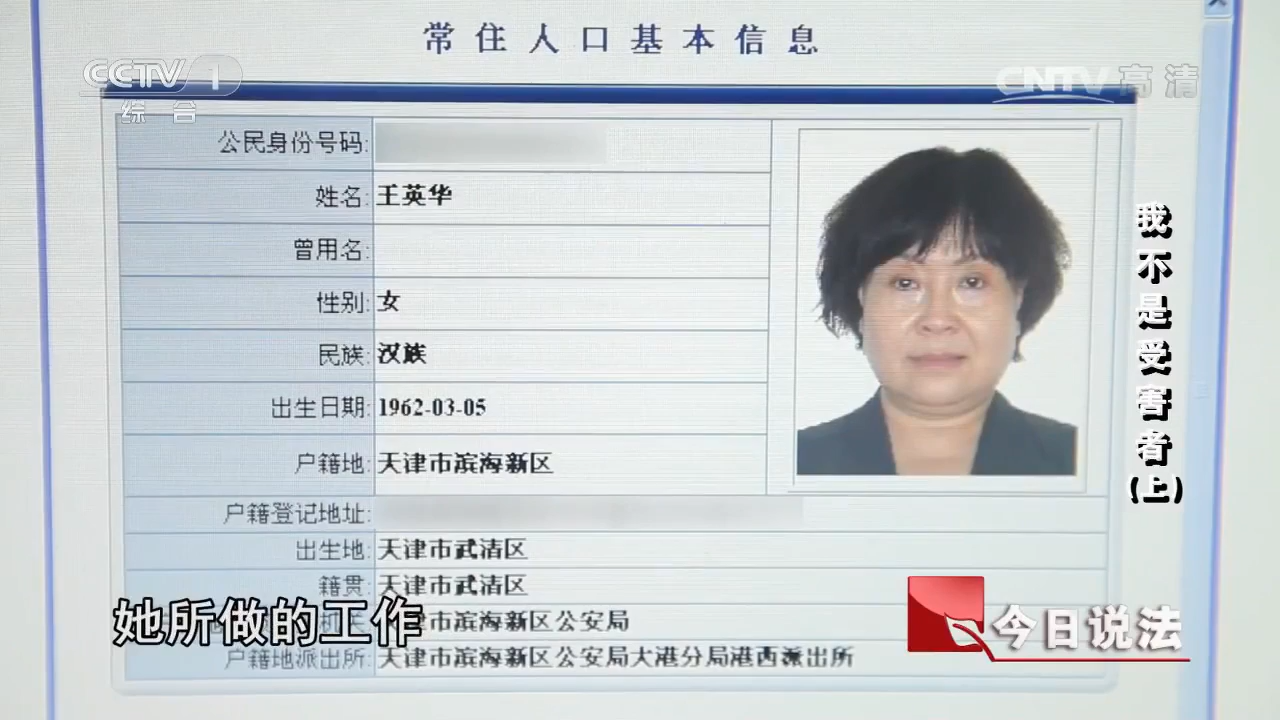 常住人口基本信息
CCTV 1
综合
CNTV高清
公民身份号码:
姓名: 王英华
曾用名:
性别: 女
民族: 汉族
出生日期: 1962-03-05
户籍地: 天津市滨海新区
户籍登记地址:
出生地: 天津市武清区
籍贯: 天津市武清区
机关 天津市滨海新区公安局
户籍地派出所: 天津市滨海新区公安局大港分局港西派出所
我不是受害者(上)
她所做的工作
今日说法